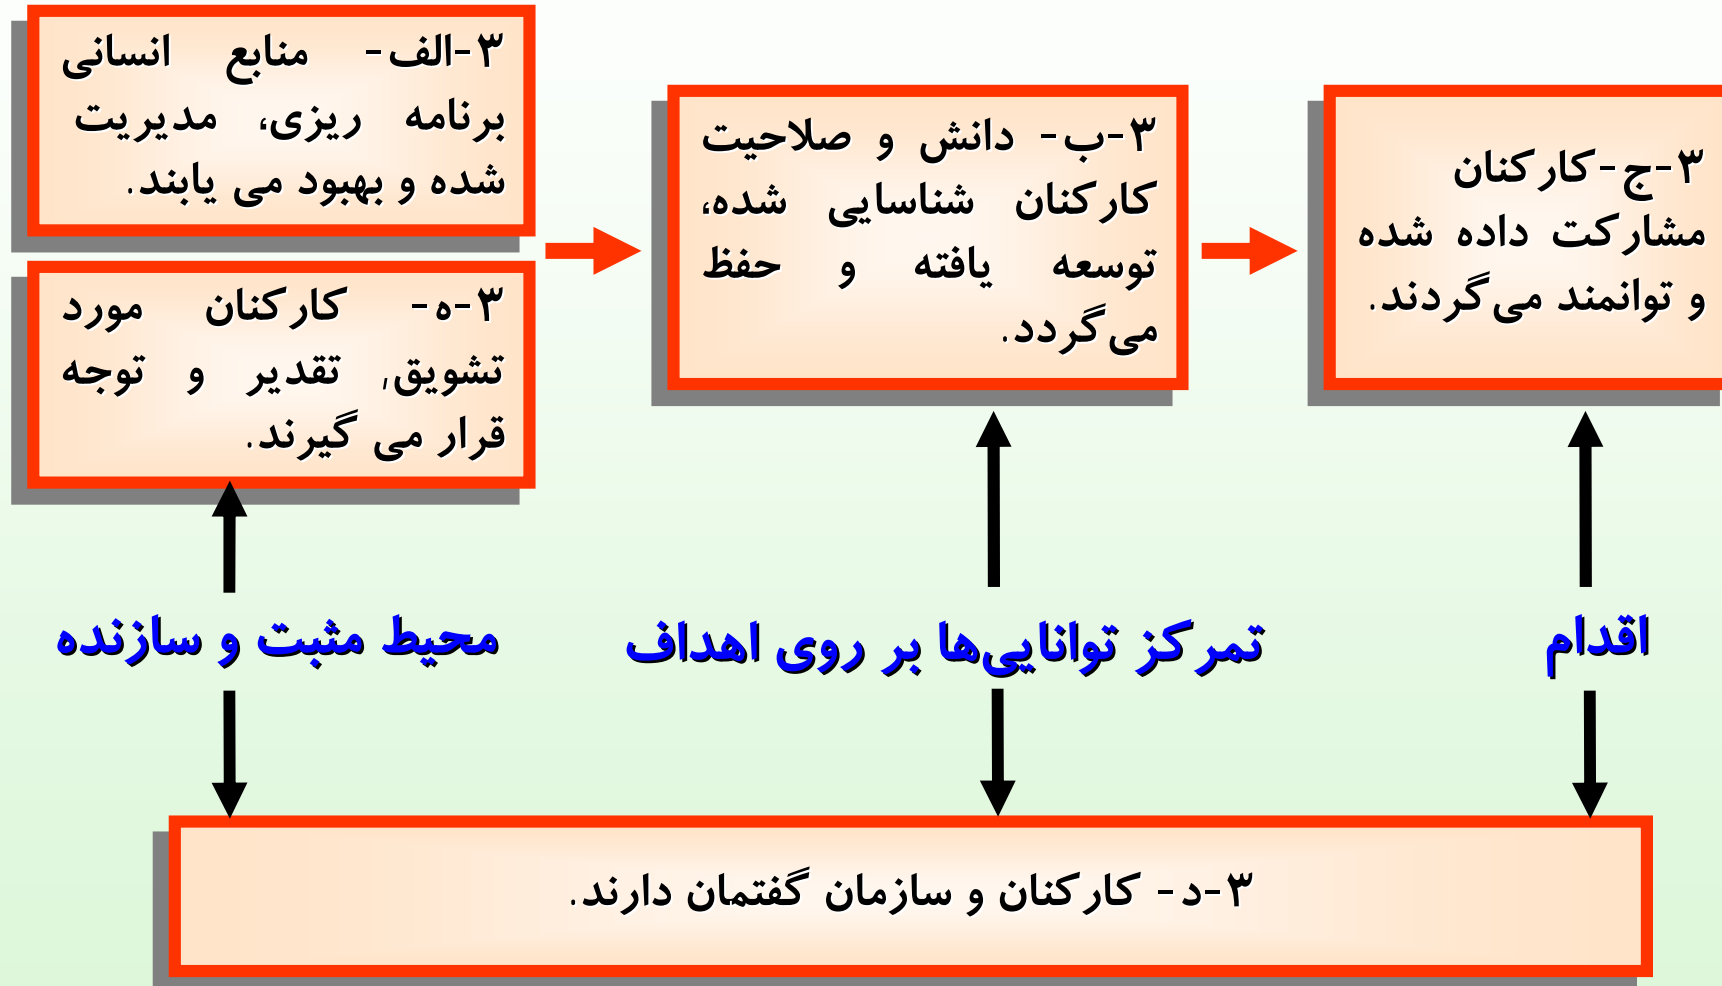 ۳-الف- منابع انسانی
برنامه ریزی، مدیریت
شده و بهبود می یابند.
۳-ه- کارکنان مورد
تشویق, تقدیر و توجه
قرار می گیرند.
۳-ب- دانش و صلاحیت
کارکنان شناسایی شده،
توسعه یافته و حفظ
می‌گردد.
۳-ج-کارکنان
مشارکت داده شده
و توانمند می‌گردند.
محیط مثبت و سازنده
تمرکز توانایی‌ها بر روی اهداف
اقدام
۳-د- کارکنان و سازمان گفتمان دارند.